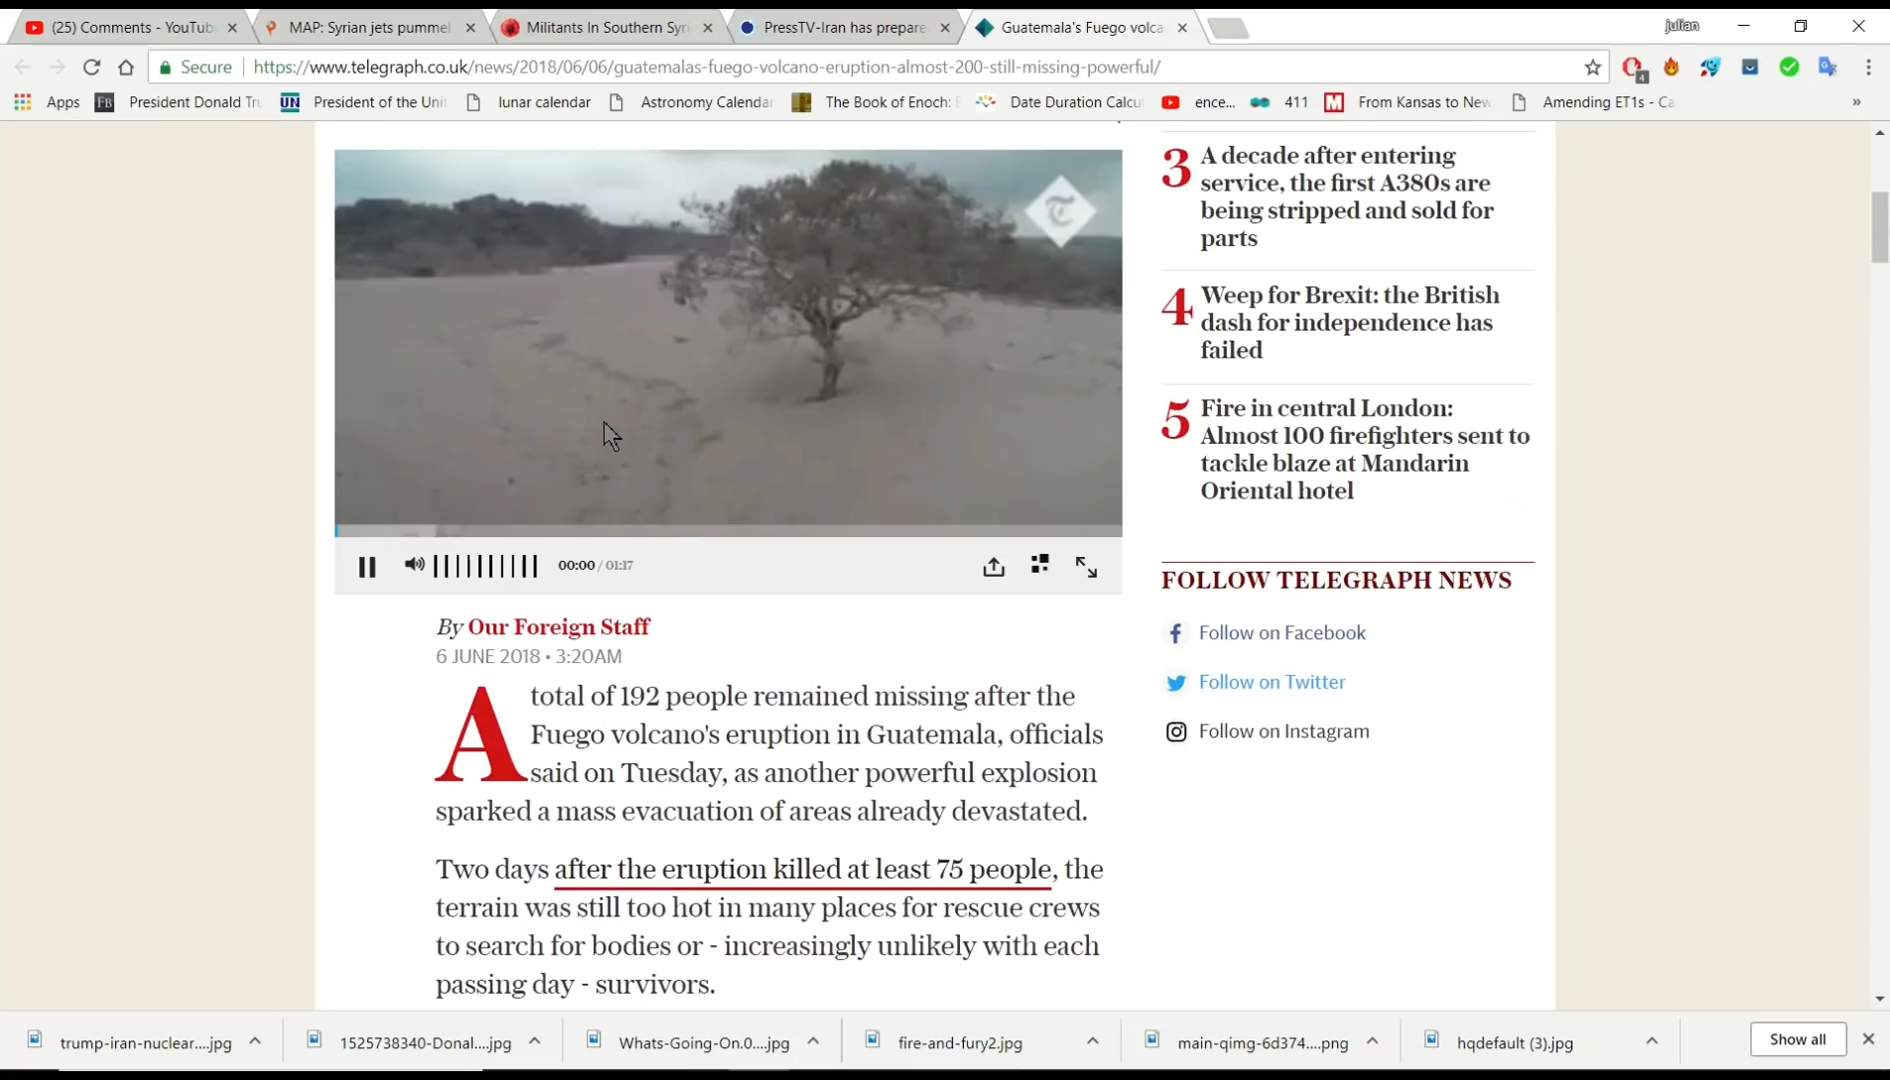 (25) Comments - YouTub
MAP: Syrian jets pummel
Militants In Southern Syri
PressTV-Iran has prepare
Guatemala's Fuego volca
julian
Secure
https://www.telegraph.co.uk/news/2018/06/06/guatemalas-fuego-volcano-eruption-almost-200-still-missing-powerful/
4
Apps
FB President Donald Tru
UN President of the Unit
lunar calendar
Astronomy Calendar
The Book of Enoch:
Date Duration Calcu
ence...
411
M From Kansas to New
Amending ET1s - Ca
»
T
3 A decade after entering
service, the first A380s are
being stripped and sold for
parts
4 Weep for Brexit: the British
dash for independence has
failed
5 Fire in central London:
Almost 100 firefighters sent to
tackle blaze at Mandarin
Oriental hotel
00:00 / 01:17
FOLLOW TELEGRAPH NEWS
Follow on Facebook
Follow on Twitter
Follow on Instagram
By Our Foreign Staff
6 JUNE 2018 • 3:20AM
A total of 192 people remained missing after the
Fuego volcano's eruption in Guatemala, officials
said on Tuesday, as another powerful explosion
sparked a mass evacuation of areas already devastated.
Two days after the eruption killed at least 75 people, the
terrain was still too hot in many places for rescue crews
to search for bodies or - increasingly unlikely with each
passing day - survivors.
trump-iran-nuclear....jpg
1525738340-Donal....jpg
Whats-Going-On.0....jpg
fire-and-fury2.jpg
main-qimg-6d374....png
hqdefault (3).jpg
Show all